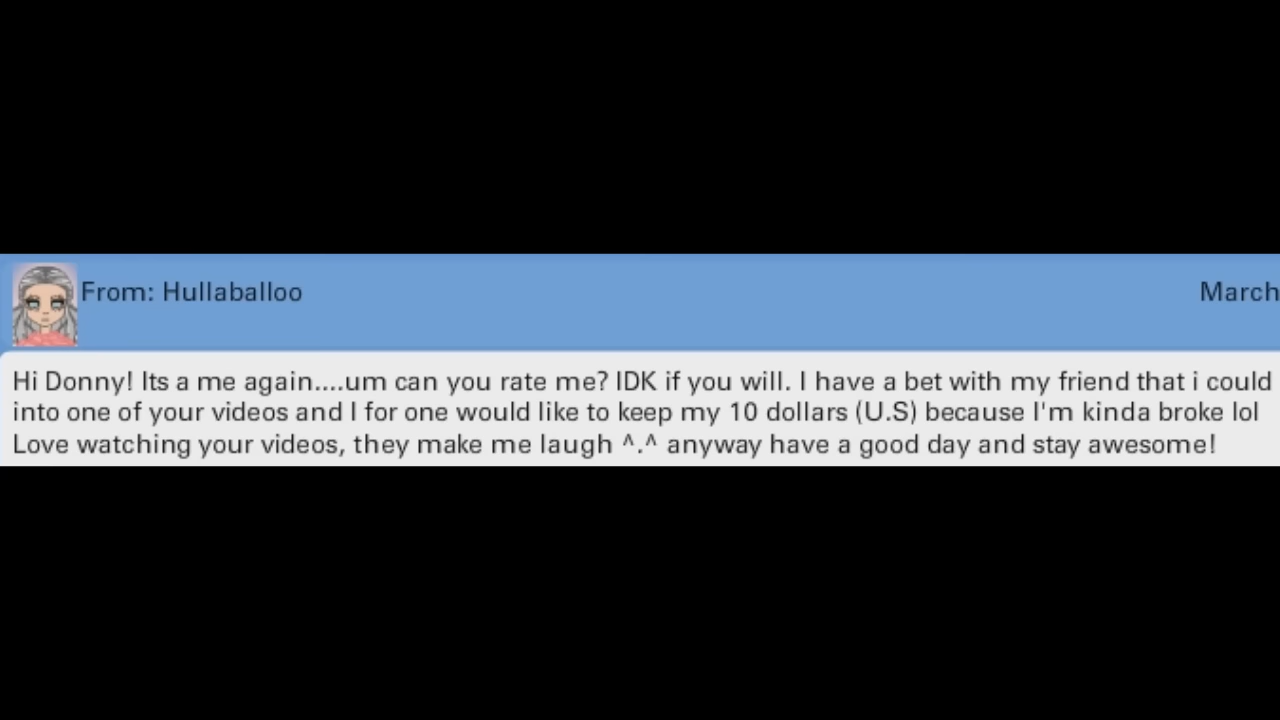 From: Hullaballoo
March
Hi Donny! Its a me again....um can you rate me? IDK if you will. I have a bet with my friend that i could
into one of your videos and I for one would like to keep my 10 dollars (U.S) because I'm kinda broke lol
Love watching your videos, they make me laugh ^.^ anyway have a good day and stay awesome!